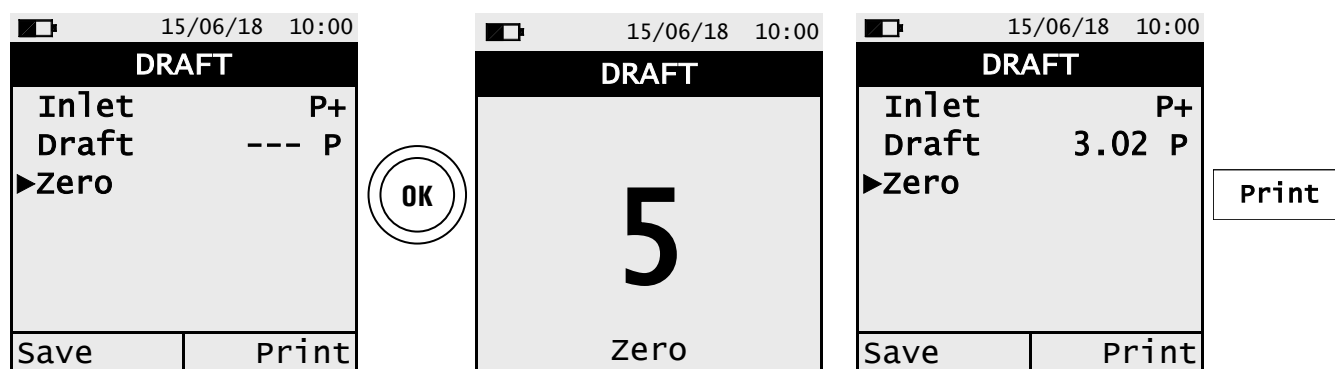 15/06/18 10:00
DRAFT
Inlet P+
Draft --- P
▶Zero
Save Print
OK
15/06/18 10:00
DRAFT
5
Zero
15/06/18 10:00
DRAFT
Inlet P+
Draft 3.02 P
▶Zero
Save Print
Print